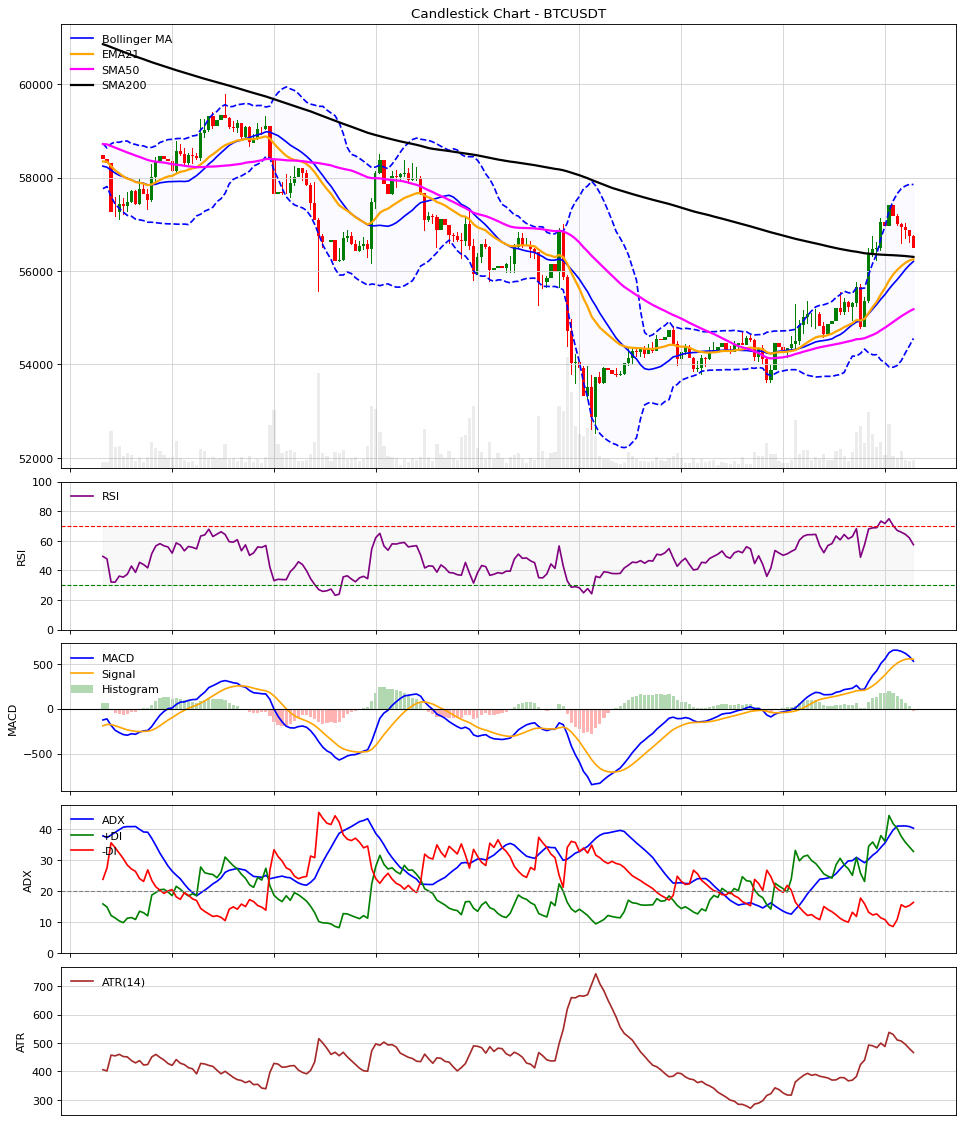 Candlestick Chart - BTCUSDT
Bollinger MA
EMA21
SMA50
SMA200
60000
58000
56000
54000
52000
RSI
RSI
100
80
60
40
20
0
MACD
Signal
Histogram
MACD
500
0
−500
ADX
+DI
-DI
ADX
40
30
20
10
0
ATR(14)
ATR
700
600
500
400
300